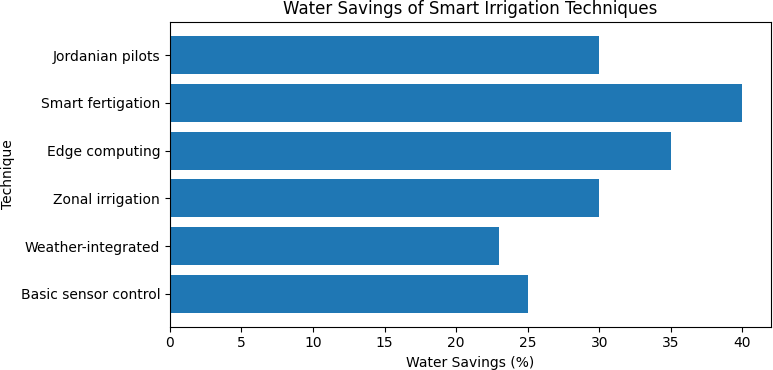 Water Savings of Smart Irrigation Techniques
Technique
Jordanian pilots
Smart fertigation
Edge computing
Zonal irrigation
Weather-integrated
Basic sensor control
0 5 10 15 20 25 30 35 40
Water Savings (%)